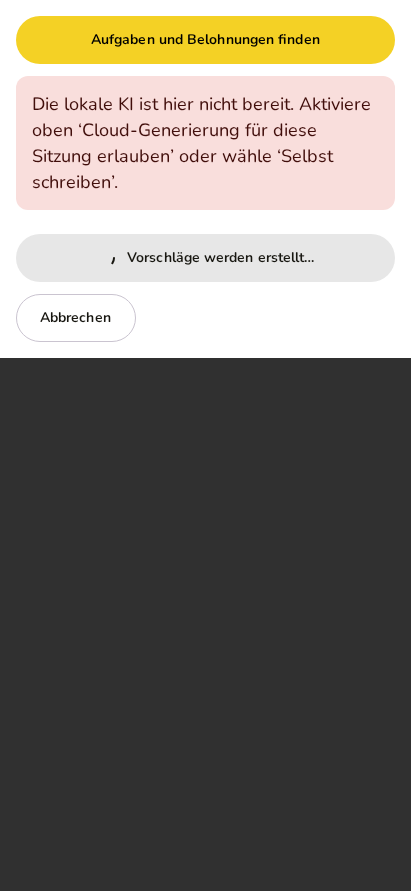 Aufgaben und Belohnungen finden
Die lokale KI ist hier nicht bereit. Aktiviere
oben ‘Cloud-Generierung für diese
Sitzung erlauben’ oder wähle ‘Selbst
schreiben’.
Vorschläge werden erstellt...
Abbrechen